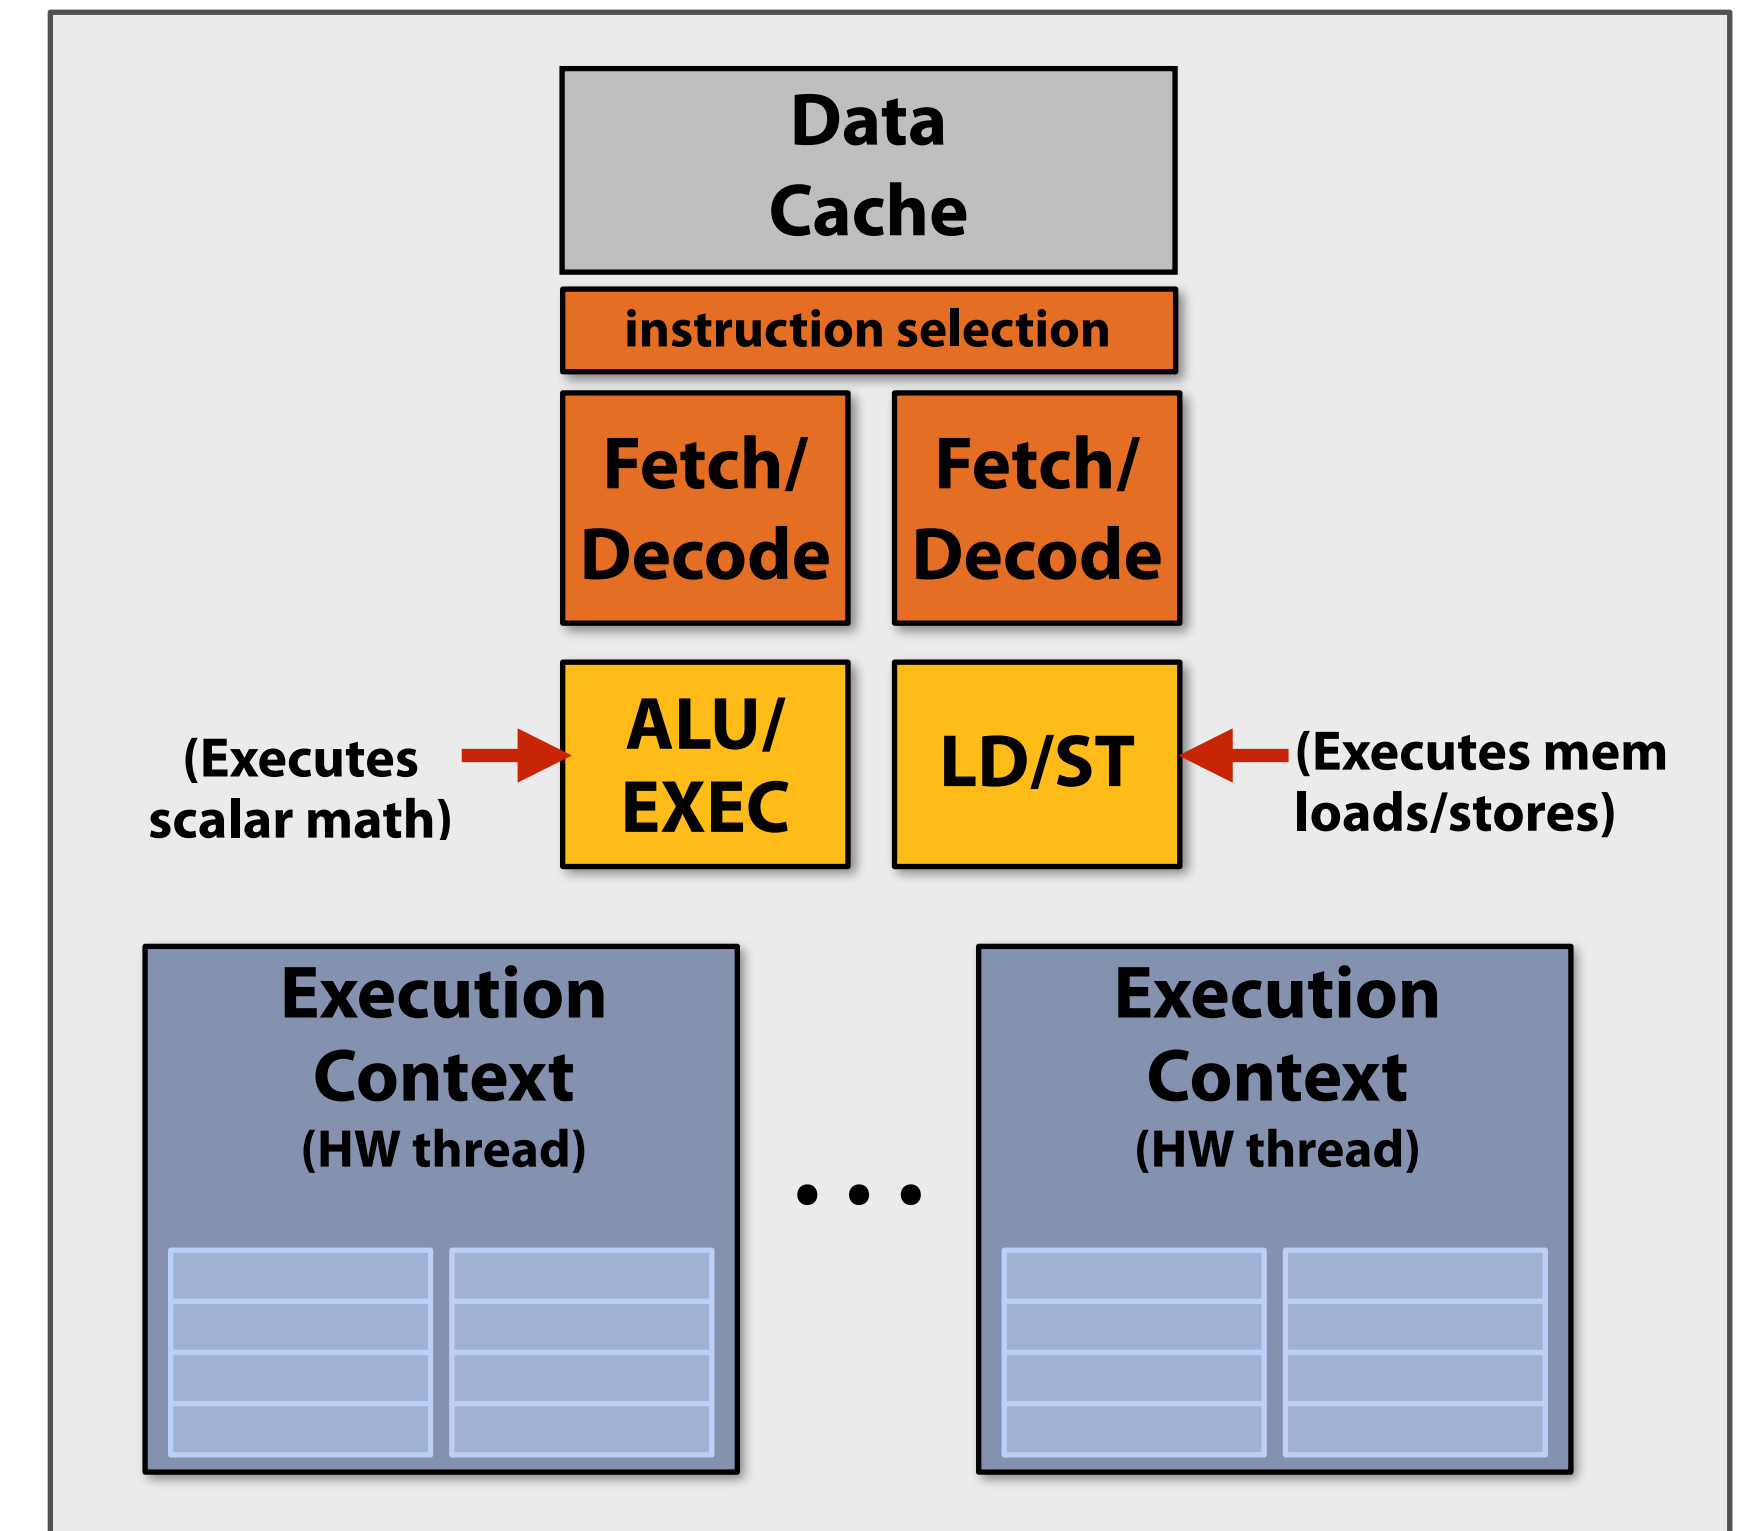 Data
Cache
instruction selection
Fetch/
Decode
Fetch/
Decode
ALU/
EXEC
LD/ST
(Executes
scalar math)
(Executes mem
loads/stores)
Execution
Context
(HW thread)
. . .
Execution
Context
(HW thread)